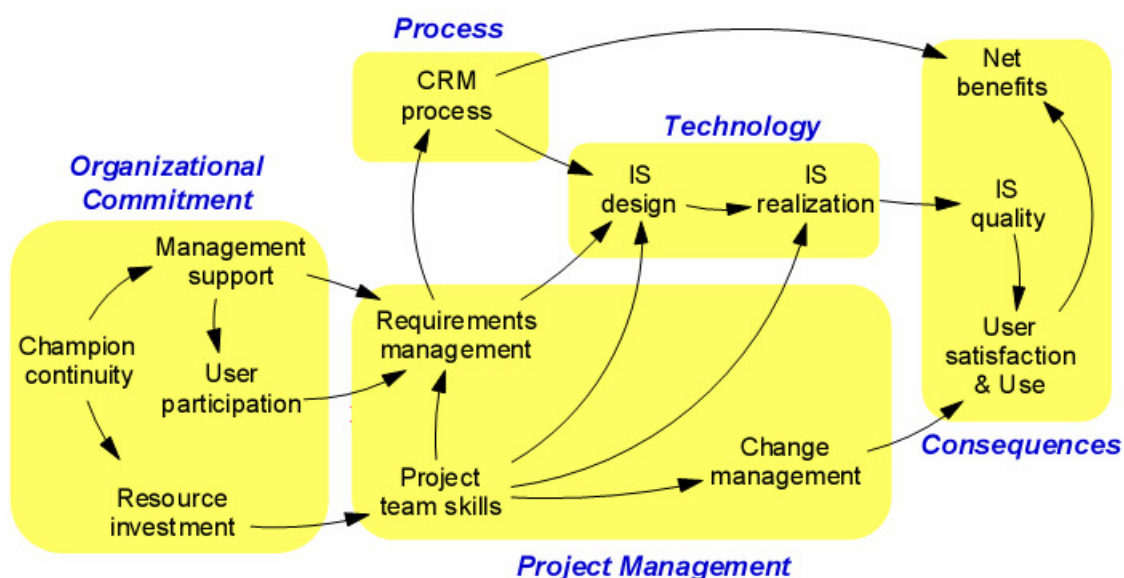 Process
CRM
process
Net
benefits
Technology
Organizational
Commitment
IS
design
IS
realization
IS
quality
Management
support
Champion
continuity
User
participation
Requirements
management
User
satisfaction
& Use
Consequences
Resource
investment
Project
team skills
Change
management
Project Management